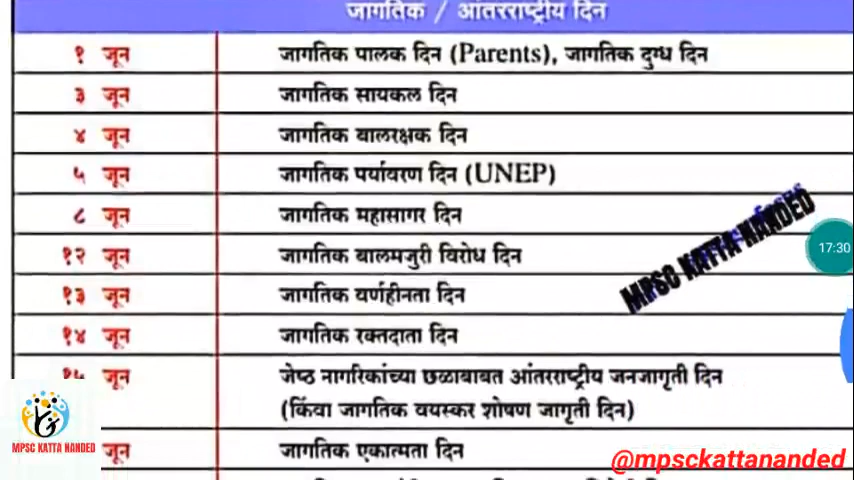 जागतिक / आंतरराष्ट्रीय दिन
१ जून जागतिक पालक दिन (Parents), जागतिक दुग्ध दिन
३ जून जागतिक सायकल दिन
४ जून जागतिक बालरक्षक दिन
५ जून जागतिक पर्यावरण दिन (UNEP)
८ जून जागतिक महासागर दिन
१२ जून जागतिक बालमजुरी विरोध दिन
१३ जून जागतिक वर्णहीनता दिन
१४ जून जागतिक रक्तदाता दिन
१५ जून जेष्ठ नागरिकांच्या छळाबाबत आंतरराष्ट्रीय जनजागृती दिन
(किंवा जागतिक वयस्कर शोषण जागृती दिन)
जून जागतिक एकात्मता दिन
MPSC KATTA NANDED
17:30
MPSC KATTA NANDED
@mpsckattananded